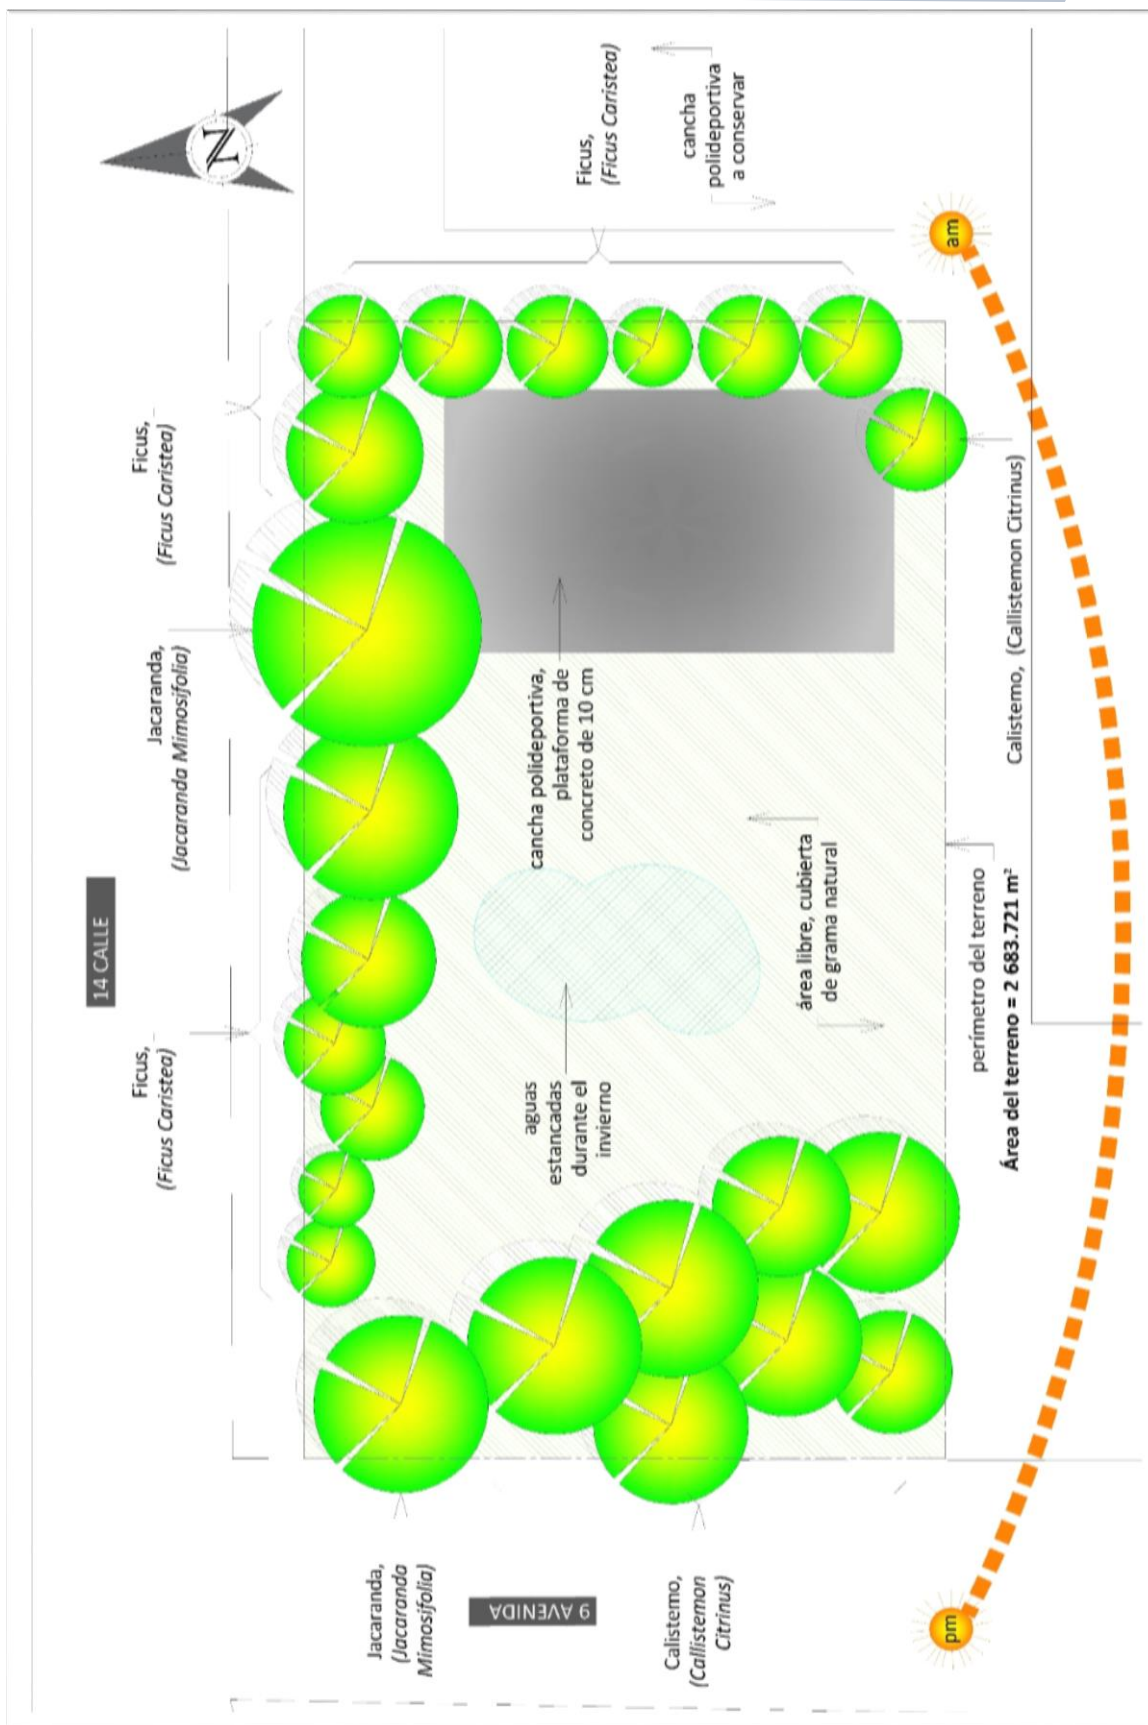 N
14 CALLE
Ficus,
(Ficus Caristea)
Jacaranda,
(Jacaranda Mimosifolia)
Ficus,
(Ficus Caristea)
Ficus,
(Ficus Caristea)
cancha
polideportiva
a conservar
Jacaranda,
(Jacaranda
Mimosifolia)
9 AVENIDA
Calistemo,
(Callistemon
Citrinus)
aguas
estancadas
durante el
invierno
cancha polideportiva,
plataforma de
concreto de 10 cm
área libre, cubierta
de grama natural
perímetro del terreno
Área del terreno = 2 683.721 m²
Calistemo, (Callistemon Citrinus)
pm
am